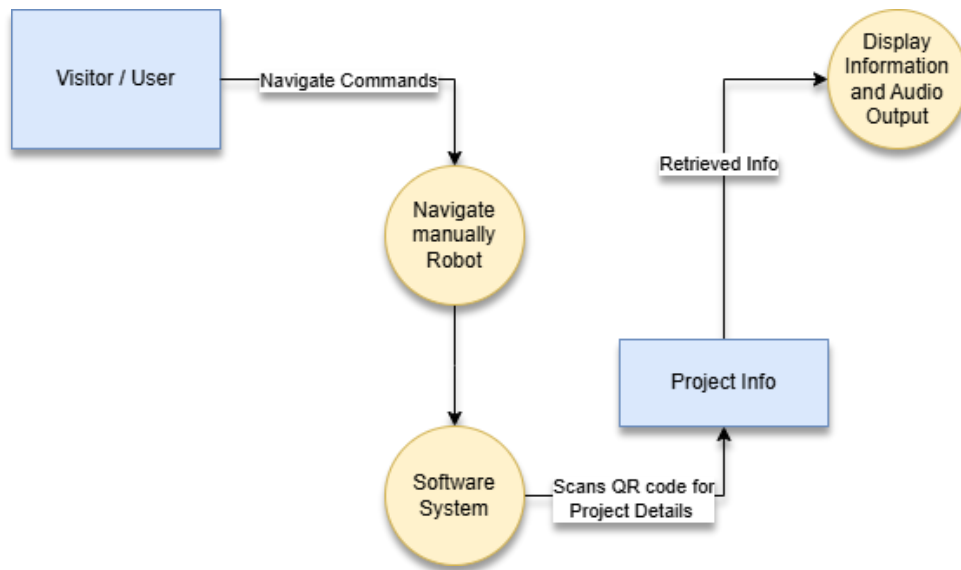 Visitor / User
Navigate Commands
Navigate
manually
Robot
Software
System
Scans QR code for
Project Details
Project Info
Retrieved Info
Display
Information
and Audio
Output